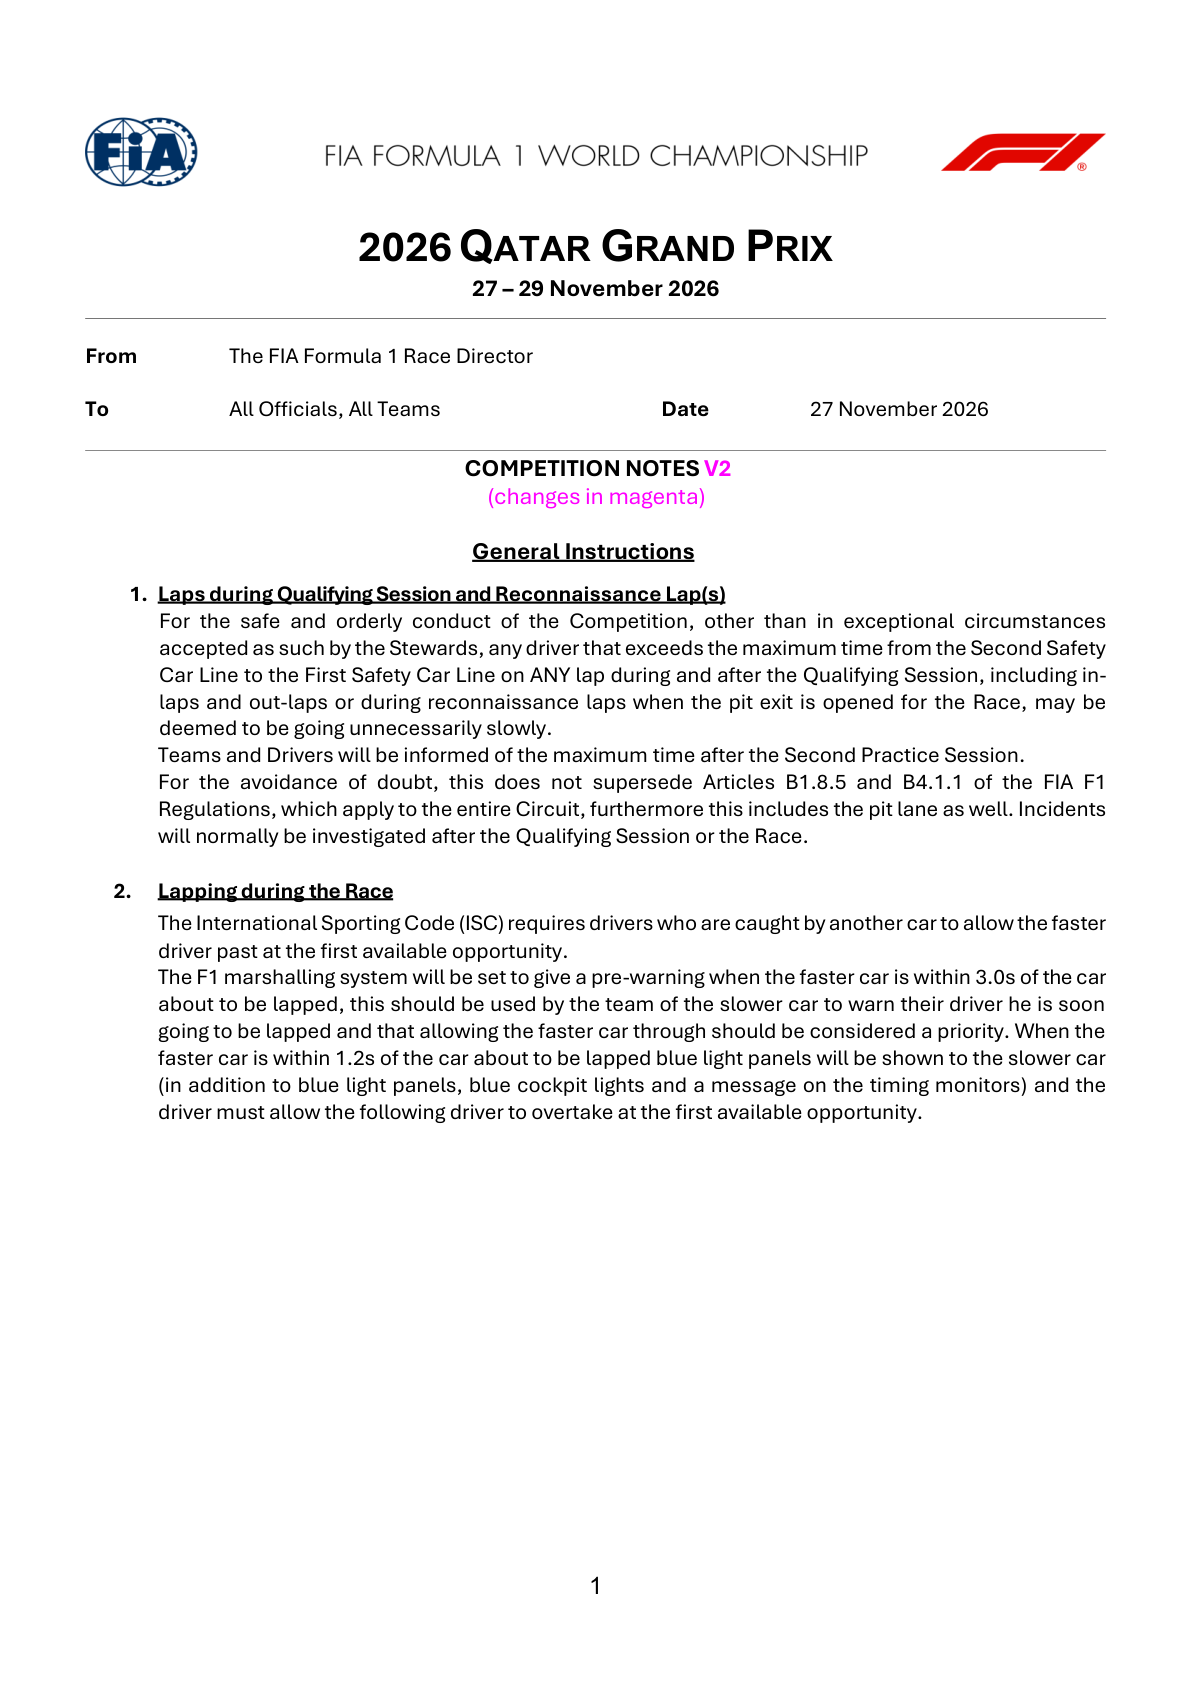 FiA
FIA FORMULA 1 WORLD CHAMPIONSHIP
F1®
2026 QATAR GRAND PRIX
27 – 29 November 2026
From The FIA Formula 1 Race Director
To All Officials, All Teams Date 27 November 2026
COMPETITION NOTES V2
(changes in magenta)
General Instructions
1. Laps during Qualifying Session and Reconnaissance Lap(s)
For the safe and orderly conduct of the Competition, other than in exceptional circumstances
accepted as such by the Stewards, any driver that exceeds the maximum time from the Second Safety
Car Line to the First Safety Car Line on ANY lap during and after the Qualifying Session, including in-
laps and out-laps or during reconnaissance laps when the pit exit is opened for the Race, may be
deemed to be going unnecessarily slowly.
Teams and Drivers will be informed of the maximum time after the Second Practice Session.
For the avoidance of doubt, this does not supersede Articles B1.8.5 and B4.1.1 of the FIA F1
Regulations, which apply to the entire Circuit, furthermore this includes the pit lane as well. Incidents
will normally be investigated after the Qualifying Session or the Race.
2. Lapping during the Race
The International Sporting Code (ISC) requires drivers who are caught by another car to allow the faster
driver past at the first available opportunity.
The F1 marshalling system will be set to give a pre-warning when the faster car is within 3.0s of the car
about to be lapped, this should be used by the team of the slower car to warn their driver he is soon
going to be lapped and that allowing the faster car through should be considered a priority. When the
faster car is within 1.2s of the car about to be lapped blue light panels will be shown to the slower car
(in addition to blue light panels, blue cockpit lights and a message on the timing monitors) and the
driver must allow the following driver to overtake at the first available opportunity.
1